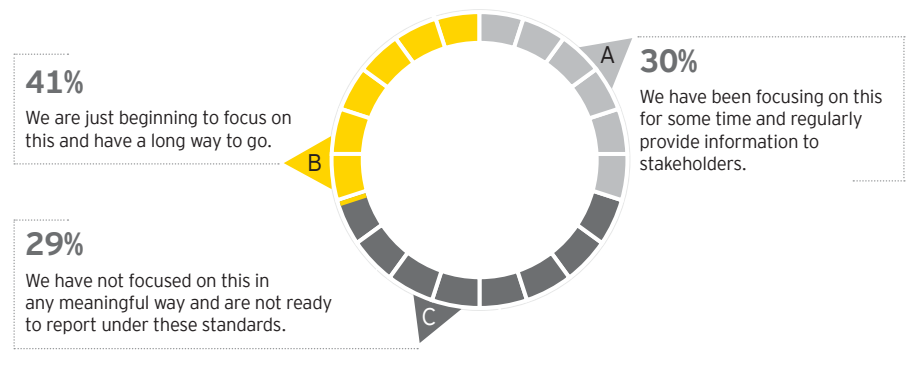 41%
We are just beginning to focus on
this and have a long way to go.
B
29%
We have not focused on this in
any meaningful way and are not ready
to report under these standards.
C
A
30%
We have been focusing on this
for some time and regularly
provide information to
stakeholders.